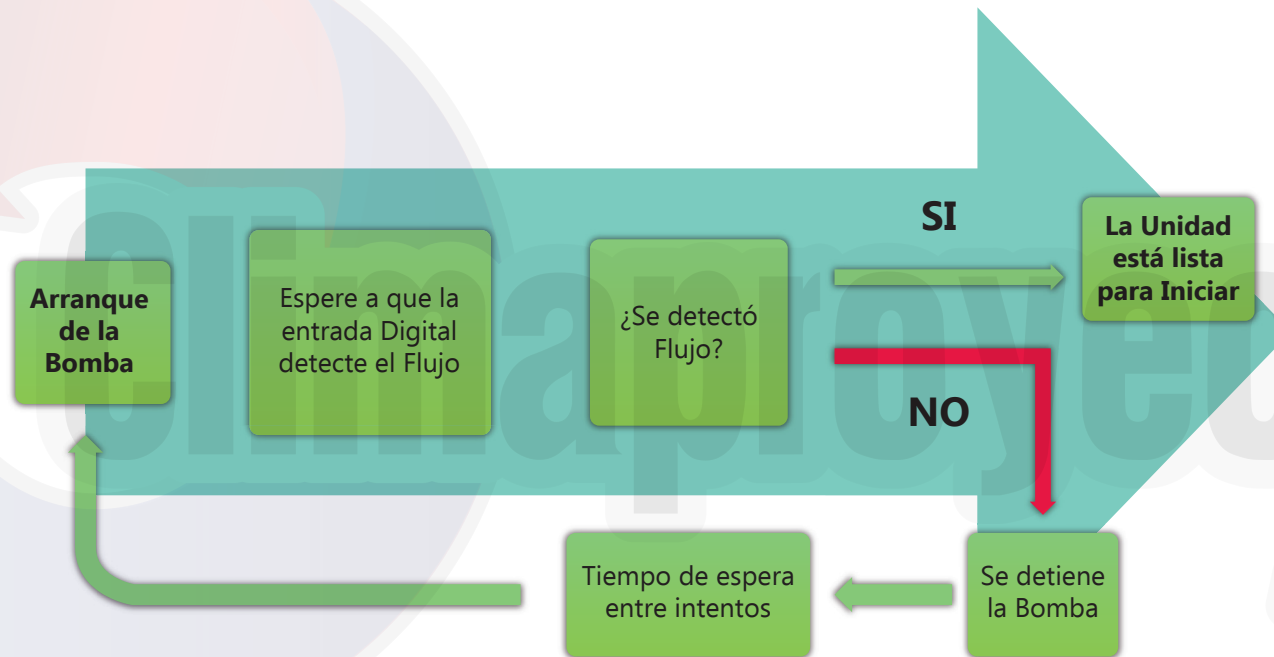 Arranque
de la
Bomba
Espere a que la
entrada Digital
detecte el Flujo
¿Se detectó
Flujo?
SI
La Unidad
está lista
para Iniciar
NO
Se detiene
la Bomba
Tiempo de espera
entre intentos
Climaproyec